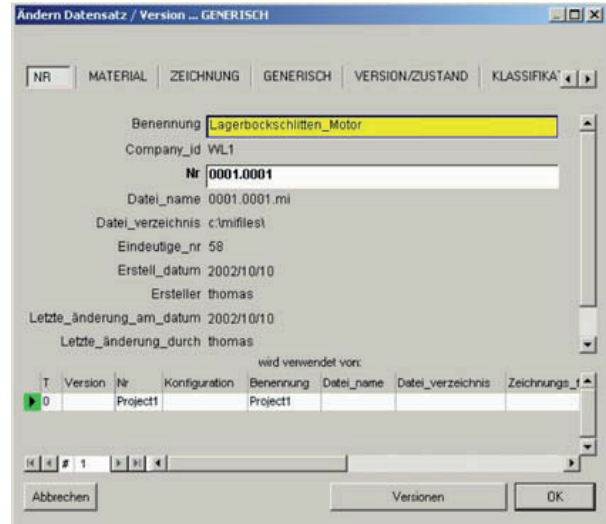 Ändern Datensatz / Version ... GENERISCH
NR MATERIAL ZEICHNUNG GENERISCH VERSION/ZUSTAND KLASSIFIKA
Benennung Lagerbockschlitten_Motor
Company_id WL1
Nr 0001.0001
Datei_name 0001.0001.mi
Datei_verzeichnis c:\mifiles\
Eindeutige_nr 58
Erstell_datum 2002/10/10
Ersteller thomas
Letzte_änderung_am_datum 2002/10/10
Letzte_änderung_durch thomas
wird verwendet von:
T Version Nr Konfiguration Benennung Datei_name Datei_verzeichnis Zeichnungs_f
0 Project1 Project1
# 1
Abbrechen Versionen OK